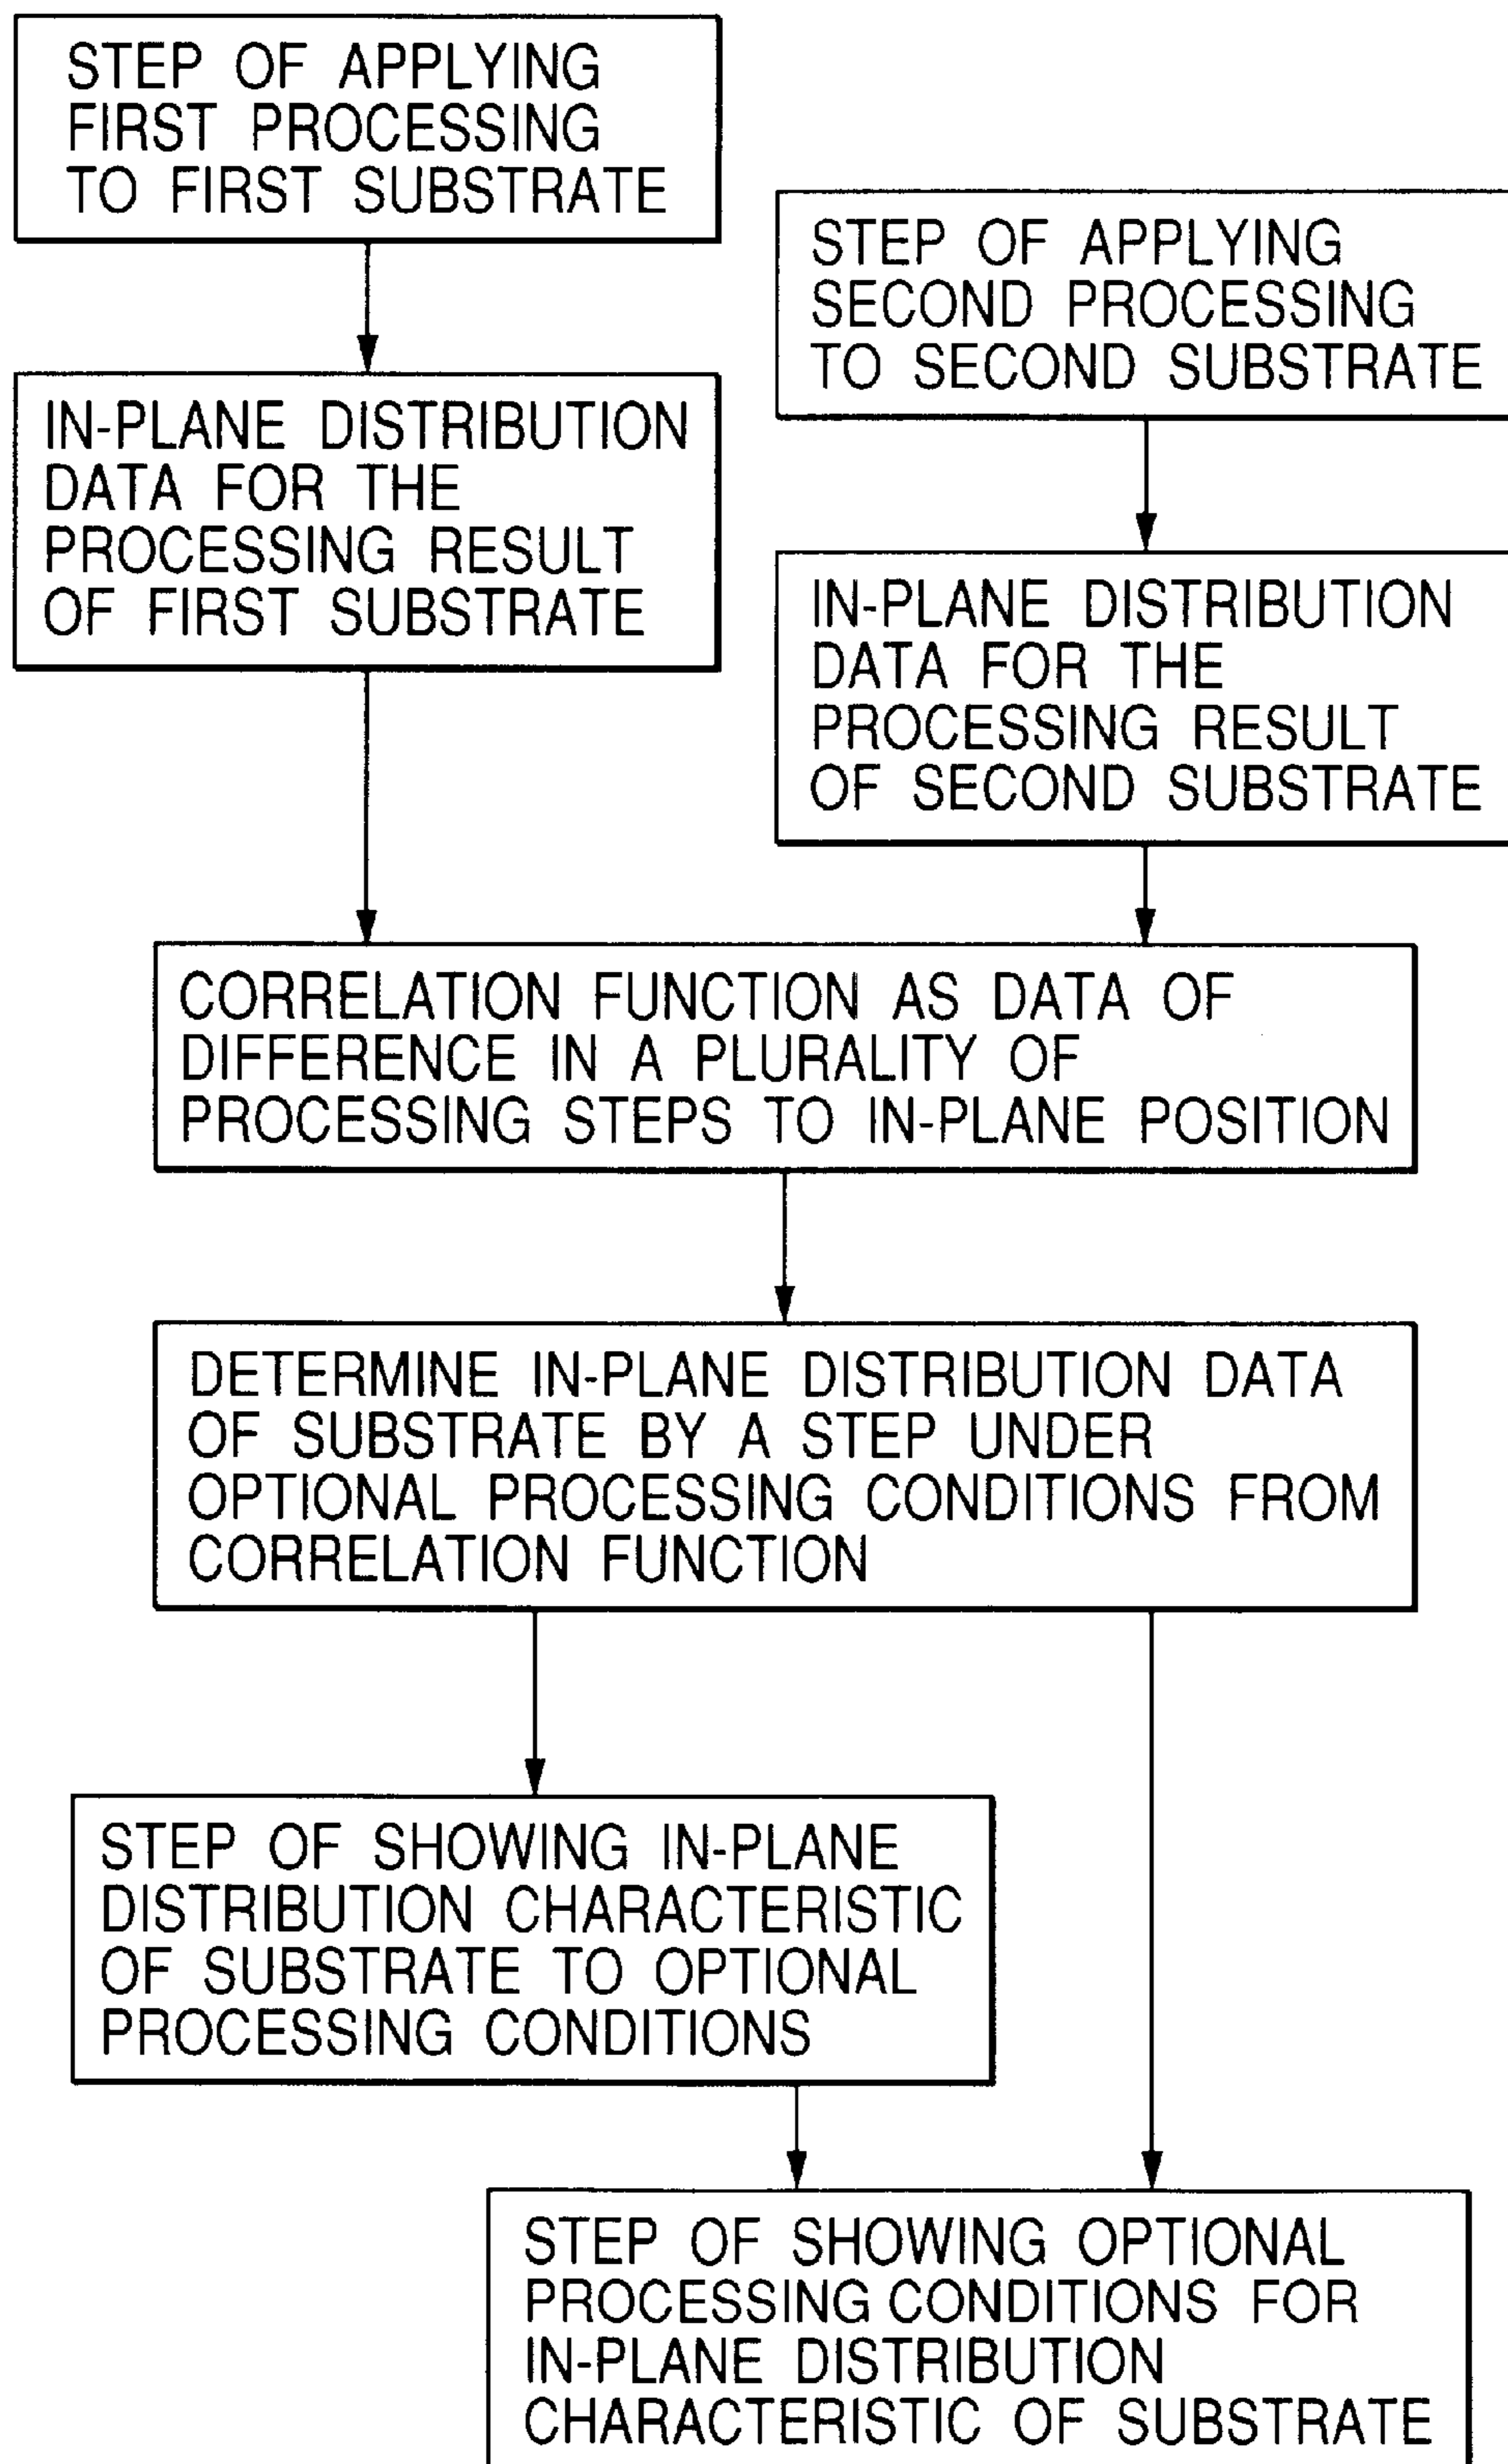 STEP OF APPLYING
FIRST PROCESSING
TO FIRST SUBSTRATE
STEP OF APPLYING
SECOND PROCESSING
TO SECOND SUBSTRATE
IN-PLANE DISTRIBUTION
DATA FOR THE
PROCESSING RESULT
OF FIRST SUBSTRATE
IN-PLANE DISTRIBUTION
DATA FOR THE
PROCESSING RESULT
OF SECOND SUBSTRATE
CORRELATION FUNCTION AS DATA OF
DIFFERENCE IN A PLURALITY OF
PROCESSING STEPS TO IN-PLANE POSITION
DETERMINE IN-PLANE DISTRIBUTION DATA
OF SUBSTRATE BY A STEP UNDER
OPTIONAL PROCESSING CONDITIONS FROM
CORRELATION FUNCTION
STEP OF SHOWING IN-PLANE
DISTRIBUTION CHARACTERISTIC
OF SUBSTRATE TO OPTIONAL
PROCESSING CONDITIONS
STEP OF SHOWING OPTIONAL
PROCESSING CONDITIONS FOR
IN-PLANE DISTRIBUTION
CHARACTERISTIC OF SUBSTRATE